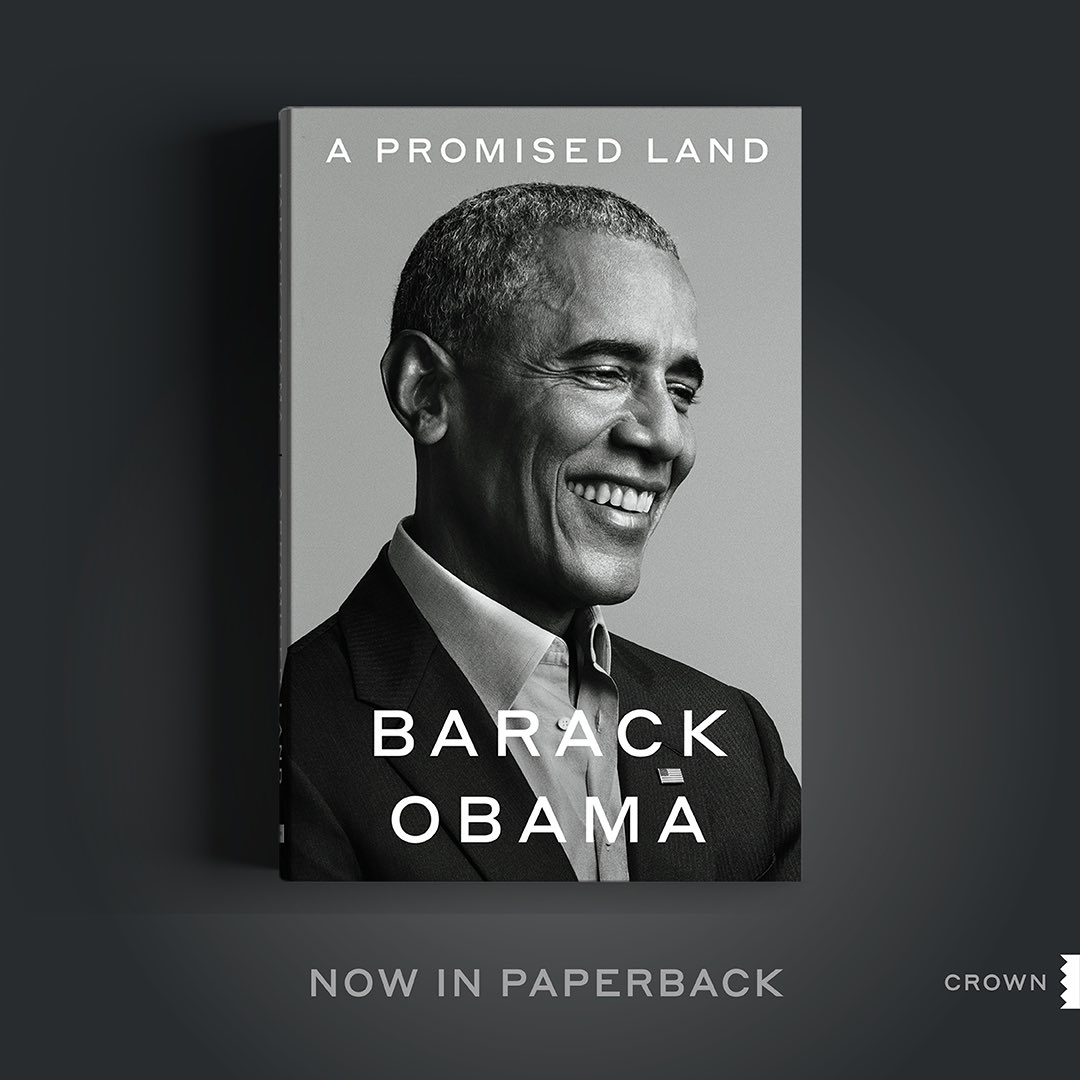 A PROMISED LAND
BARACK
OBAMA
NOW IN PAPERBACK
CROWN